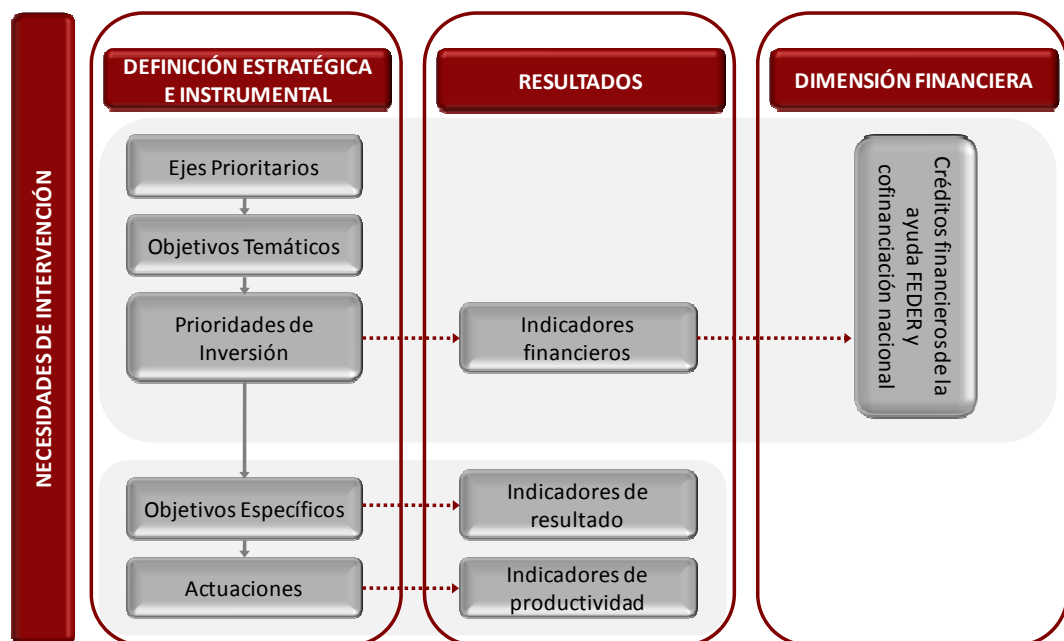 NECESIDADES DE INTERVENCIÓN
DEFINICIÓN ESTRATÉGICA
E INSTRUMENTAL
RESULTADOS
DIMENSIÓN FINANCIERA
Ejes Prioritarios
Objetivos Temáticos
Prioridades de
Inversión
Indicadores
financieros
Créditos financieros de la
ayuda FEDER y
cofinanciación nacional
Objetivos Específicos
Indicadores de
resultado
Actuaciones
Indicadores de
productividad